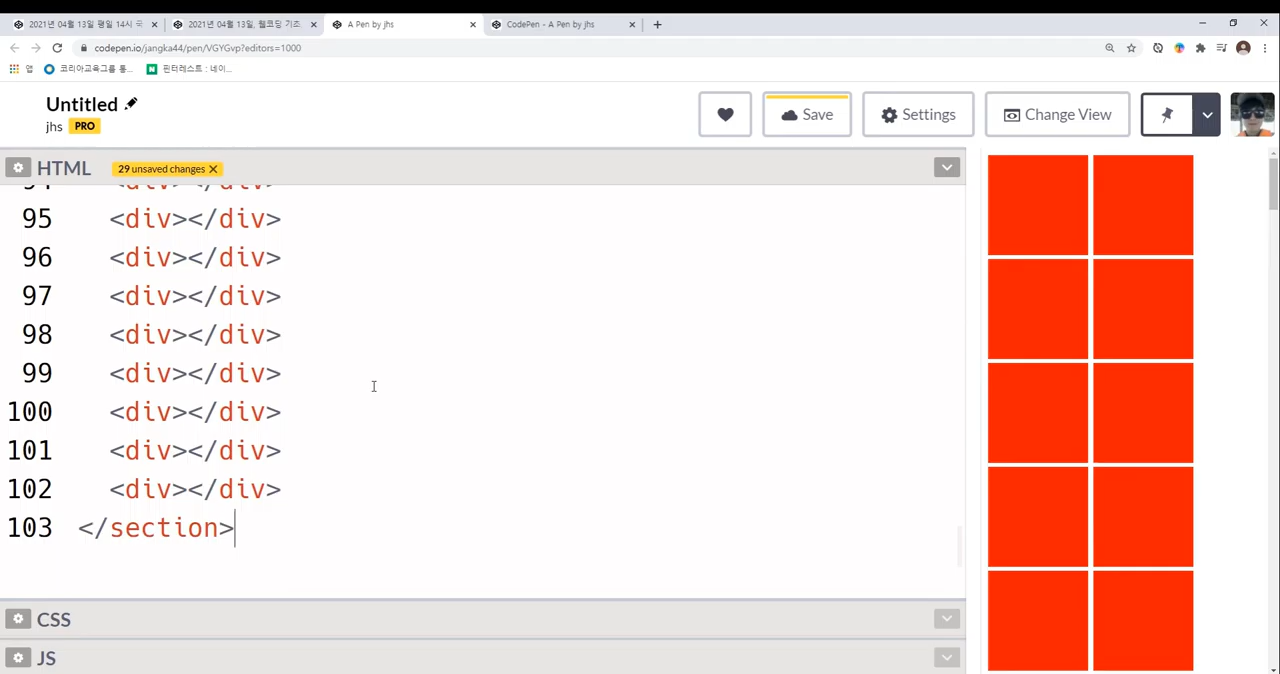 2021년 04월 13일 평일 14시 국
2021년 04월 13일, 웹코딩 기초
A Pen by jhs
CodePen - A Pen by jhs
codepen.io/jangka44/pen/VGYGvp?editors=1000
앱
코리아교육그룹 통...
핀터레스트 : 네이...
Untitled
jhs PRO
Save
Settings
Change View
HTML 29 unsaved changes
94 <div></div>
95 <div></div>
96 <div></div>
97 <div></div>
98 <div></div>
99 <div></div>
100 <div></div>
101 <div></div>
102 <div></div>
103 </section>
CSS
JS